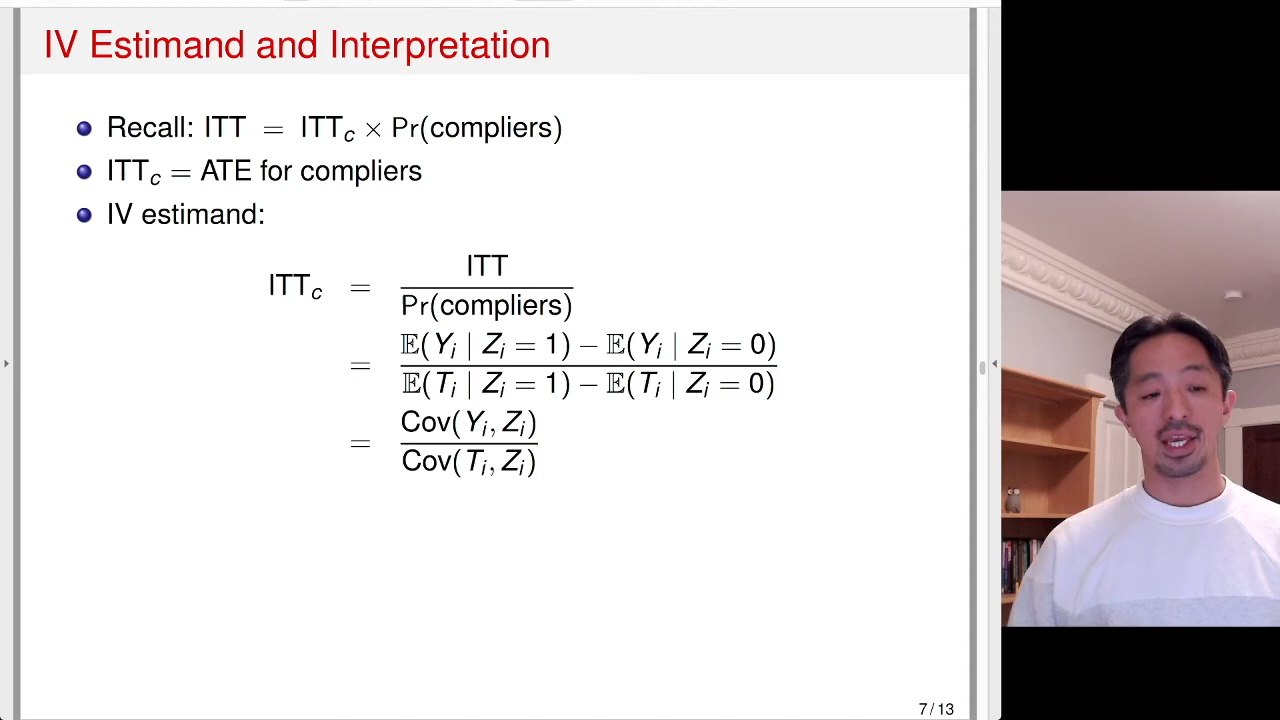 IV Estimand and Interpretation
Recall: ITT = ITT_c × Pr(compliers)
ITT_c = ATE for compliers
IV estimand:
ITT_c = ITT / Pr(compliers)
= 𝔼(Y_i | Z_i = 1) − 𝔼(Y_i | Z_i = 0) / 𝔼(T_i | Z_i = 1) − 𝔼(T_i | Z_i = 0)
= Cov(Y_i, Z_i) / Cov(T_i, Z_i)
7 / 13